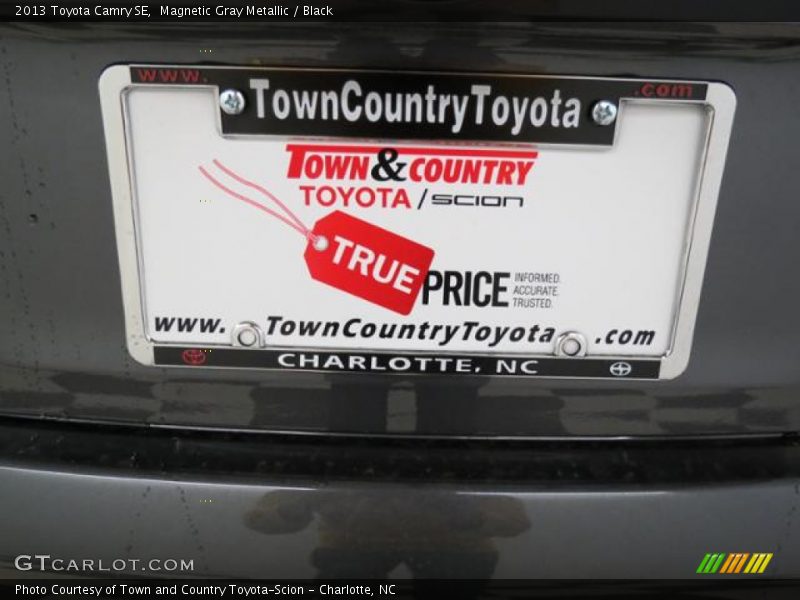 2013 Toyota Camry SE, Magnetic Gray Metallic / Black
www. .com
TownCountryToyota
TOWN & COUNTRY
TOYOTA / SCION
TRUE PRICE
INFORMED.
ACCURATE.
TRUSTED.
www. TownCountryToyota .com
CHARLOTTE, NC
GTCARLOT.COM
Photo Courtesy of Town and Country Toyota-Scion - Charlotte, NC